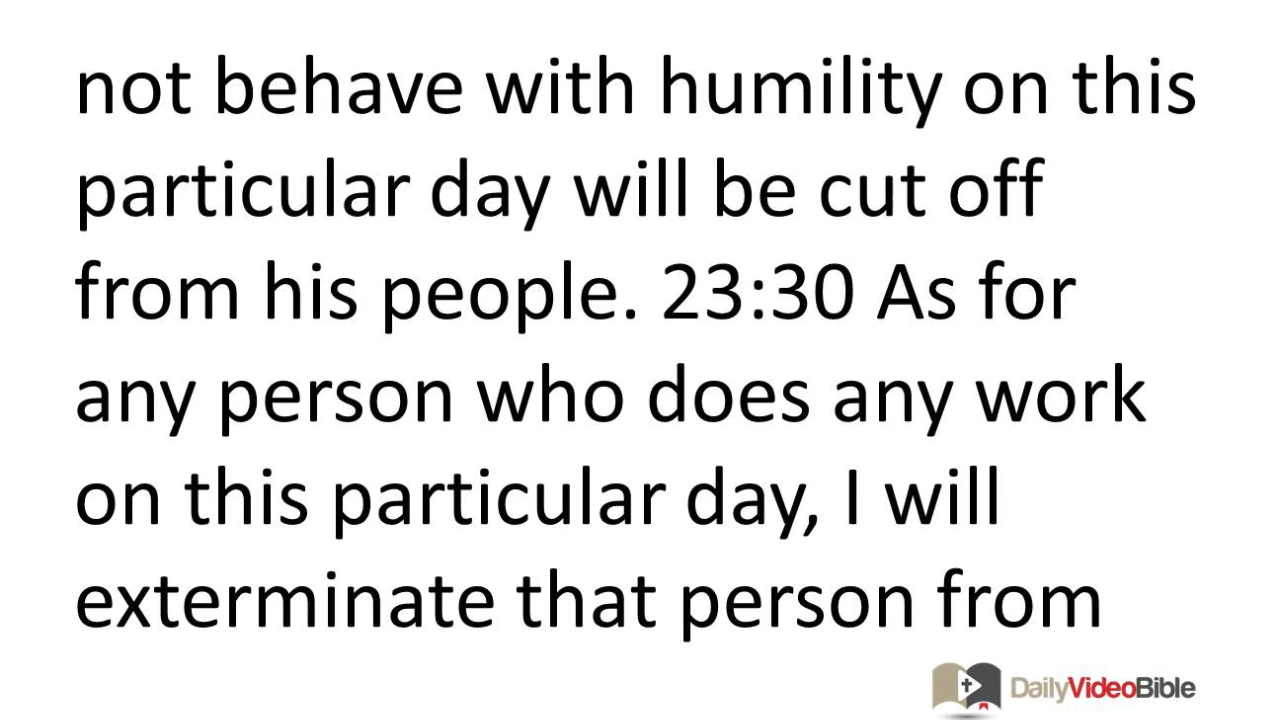 not behave with humility on this
particular day will be cut off
from his people. 23:30 As for
any person who does any work
on this particular day, I will
exterminate that person from
DailyVideoBible